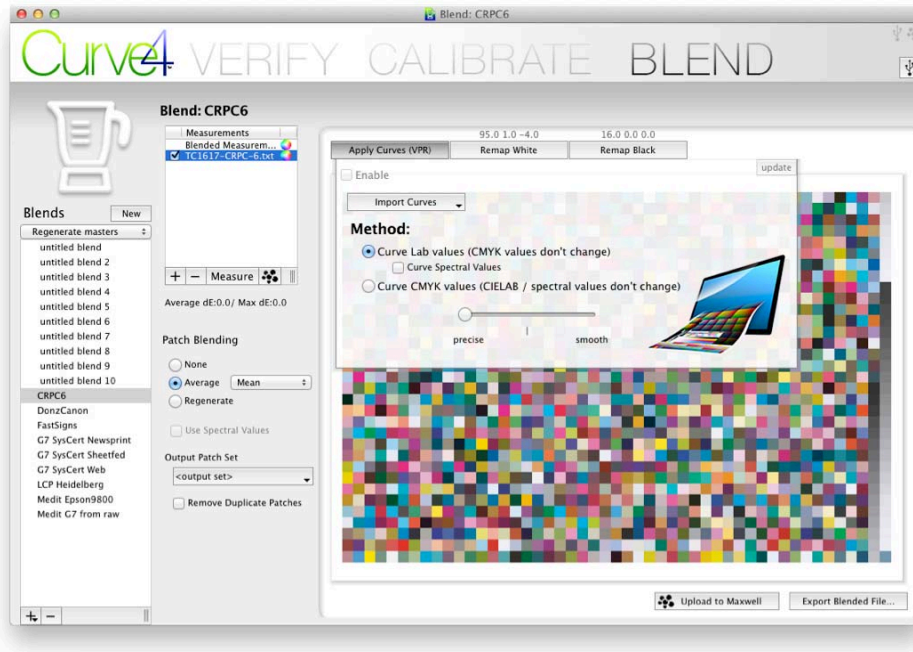 Blend: CRPC6
Curve4 VERIFY CALIBRATE BLEND
Blend: CRPC6
Measurements
Blended Measurem...
TC1617-CRPC-6.txt
+ - Measure
Average dE:0.0/ Max dE:0.0
Patch Blending
None
Average Mean
Regenerate
Use Spectral Values
Output Patch Set
<output set>
Remove Duplicate Patches
Blends New
Regenerate masters
untitled blend
untitled blend 2
untitled blend 3
untitled blend 4
untitled blend 5
untitled blend 6
untitled blend 7
untitled blend 8
untitled blend 9
untitled blend 10
CRPC6
DonzCanon
FastSigns
G7 SysCert Newsprint
G7 SysCert Sheetfed
G7 SysCert Web
LCP Heidelberg
Medit Epson9800
Medit G7 from raw
+ -
95.0 1.0 -4.0 16.0 0.0 0.0
Apply Curves (VPR) Remap White Remap Black
Enable update
Import Curves
Method:
Curve Lab values (CMYK values don't change)
Curve Spectral Values
Curve CMYK values (CIELAB / spectral values don't change)
precise smooth
Upload to Maxwell Export Blended File...